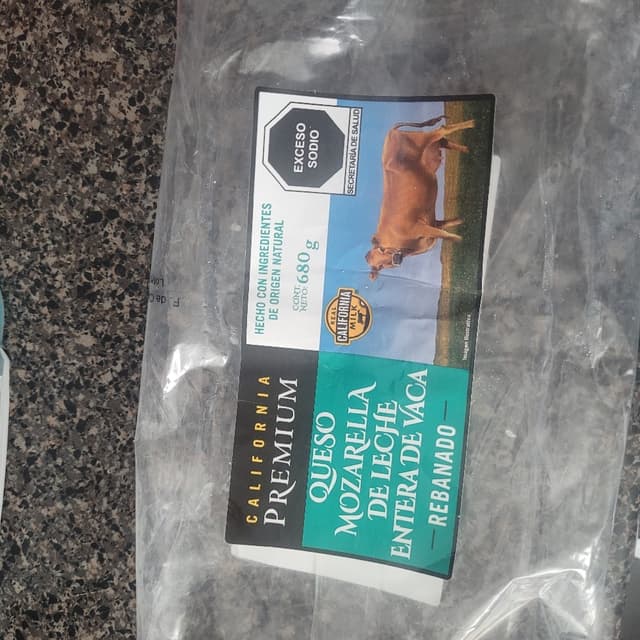 CALIFORNIA
PREMIUM
QUESO
MOZARELLA
DE LECHE
ENTERA DE VACA
— REBANADO —
HECHO CON INGREDIENTES
DE ORIGEN NATURAL
CONT.
NETO: 680 g
EXCESO
SODIO
SECRETARÍA DE SALUD
REAL
CALIFORNIA
MILK
Imagen Ilustrativa